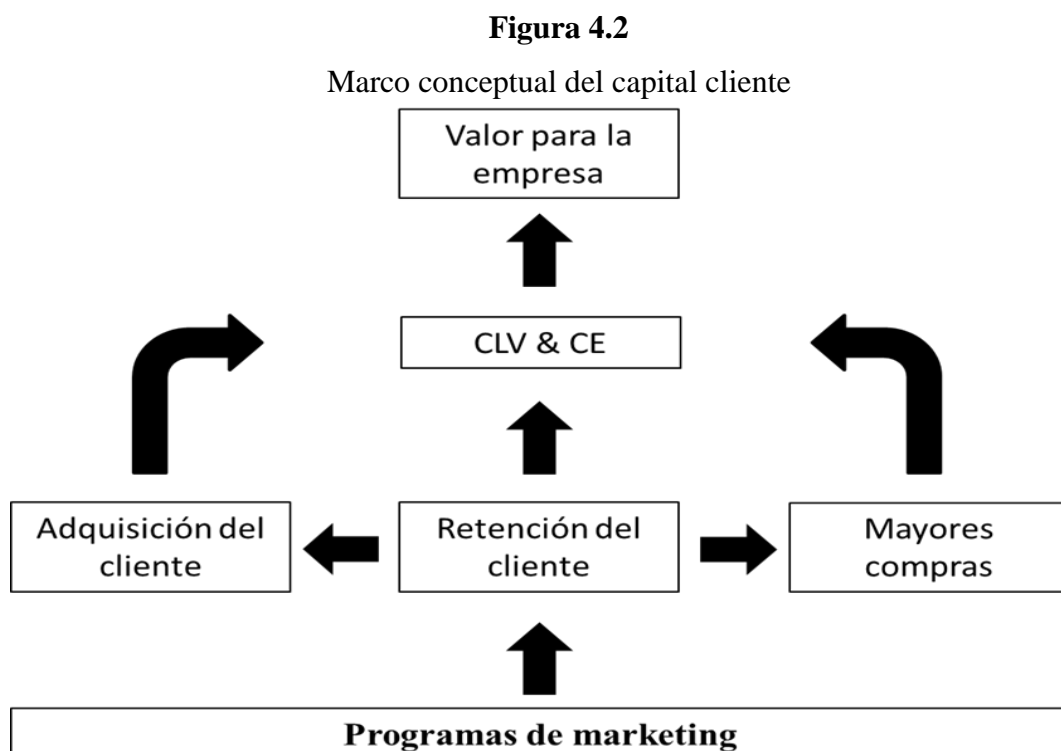 Figura 4.2
Marco conceptual del capital cliente
Valor para la
empresa
CLV & CE
Adquisición del
cliente
Retención del
cliente
Mayores
compras
Programas de marketing